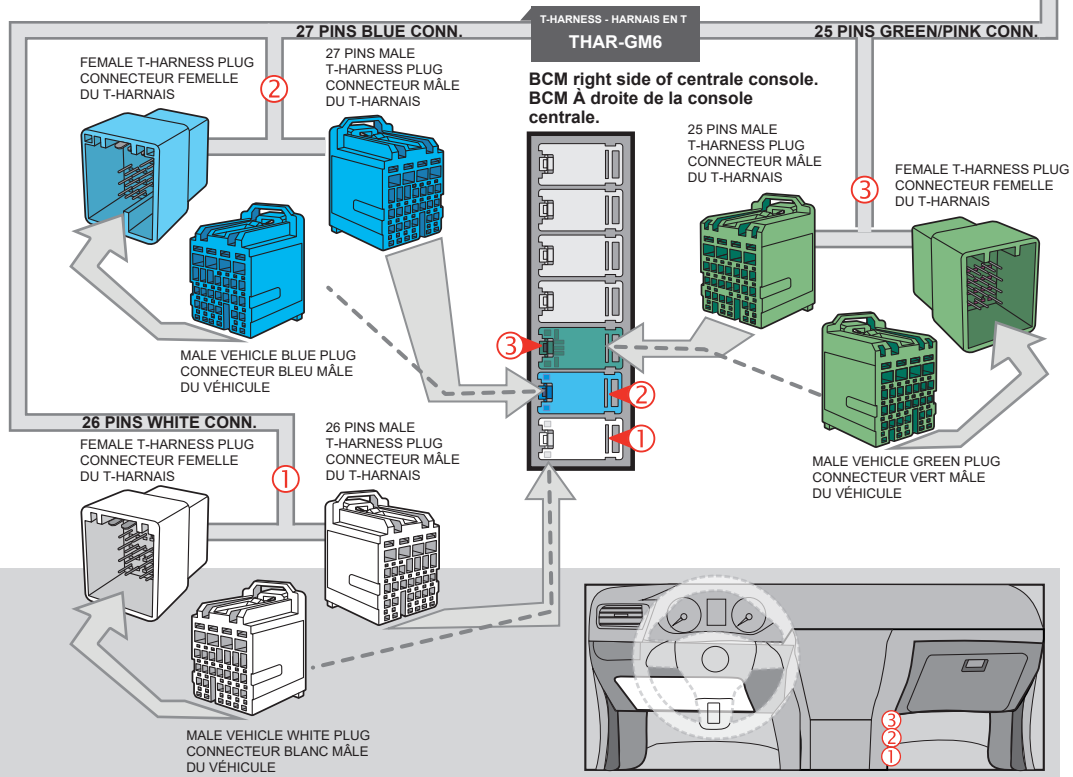 T-HARNESS - HARNAIS EN T
THAR-GM6
27 PINS BLUE CONN.
25 PINS GREEN/PINK CONN.
FEMALE T-HARNESS PLUG
CONNECTEUR FEMELLE
DU T-HARNAIS
2
27 PINS MALE
T-HARNESS PLUG
CONNECTEUR MÂLE
DU T-HARNAIS
BCM right side of centrale console.
BCM À droite de la console
centrale.
25 PINS MALE
T-HARNESS PLUG
CONNECTEUR MÂLE
DU T-HARNAIS
3
FEMALE T-HARNESS PLUG
CONNECTEUR FEMELLE
DU T-HARNAIS
MALE VEHICLE BLUE PLUG
CONNECTEUR BLEU MÂLE
DU VÉHICULE
3
2
1
MALE VEHICLE GREEN PLUG
CONNECTEUR VERT MÂLE
DU VÉHICULE
26 PINS WHITE CONN.
FEMALE T-HARNESS PLUG
CONNECTEUR FEMELLE
DU T-HARNAIS
1
26 PINS MALE
T-HARNESS PLUG
CONNECTEUR MÂLE
DU T-HARNAIS
MALE VEHICLE WHITE PLUG
CONNECTEUR BLANC MÂLE
DU VÉHICULE
3
2
1